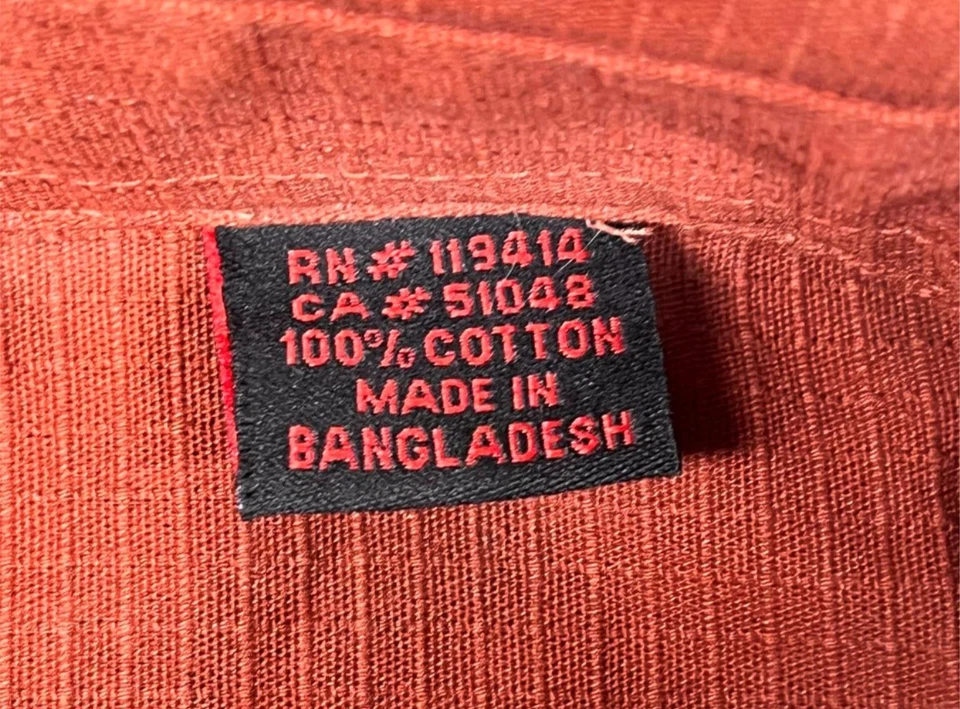 RN # 119414
CA # 51048
100% COTTON
MADE IN
BANGLADESH